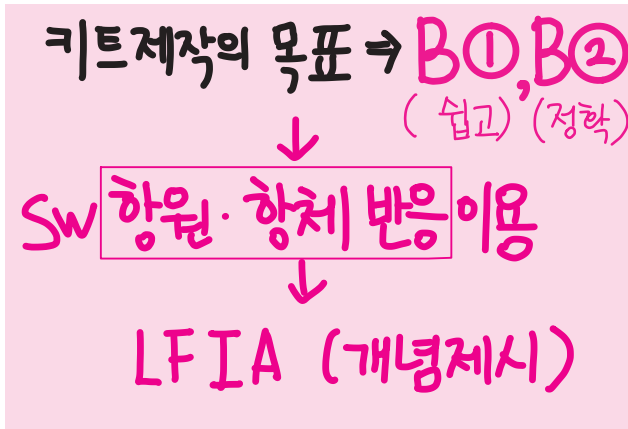 키트제작의 목표 → B①, B②
( 쉽고) (정확)
↓
SW 항원·항체 반응이용
↓
LFIA (개념제시)